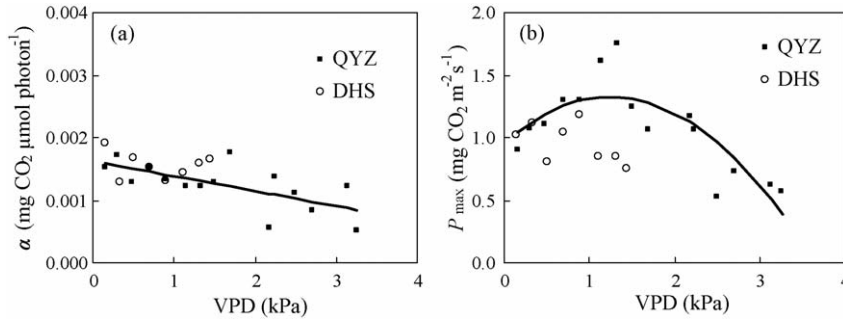 0.004
0.003
0.002
0.001
0.000
α (mg CO₂ μmol photon⁻¹)
(a)
QYZ
DHS
0 1 2 3 4
VPD (kPa)
2.0
1.5
1.0
0.5
0.0
P max (mg CO₂ m⁻² s⁻¹)
(b)
QYZ
DHS
0 1 2 3 4
VPD (kPa)